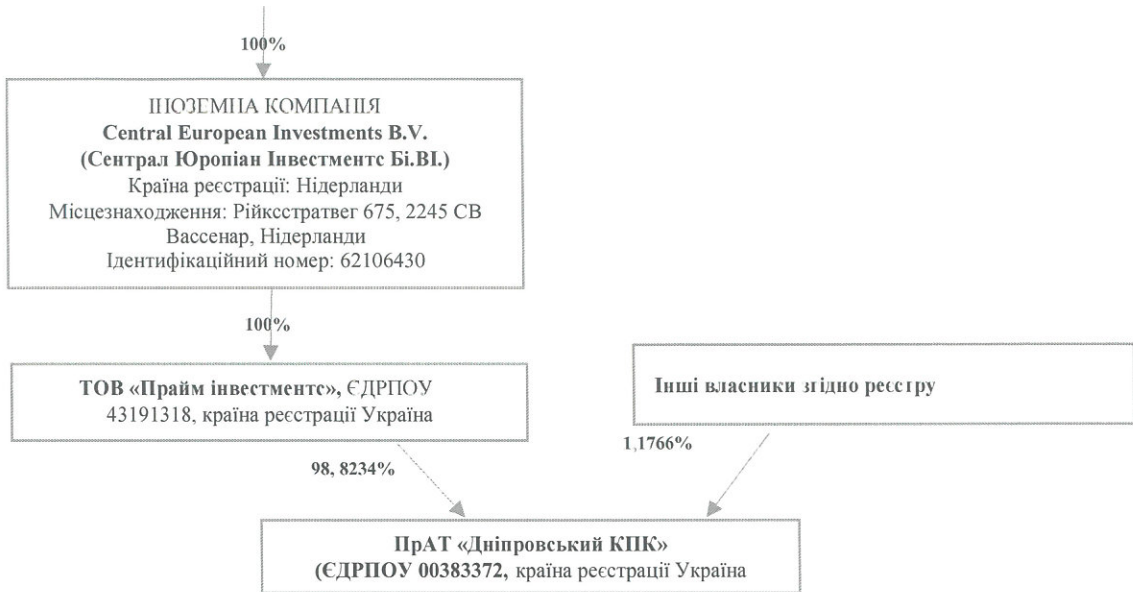 100%
ІНОЗЕМНА КОМПАНІЯ
Central European Investments B.V.
(Сентрал Юропіан Інвестментс Бі.ВІ.)
Країна реєстрації: Нідерланди
Місцезнаходження: Рійксстратвег 675, 2245 СВ
Вассенар, Нідерланди
Ідентифікаційний номер: 62106430
100%
ТОВ «Прайм інвестментс», ЄДРПОУ
43191318, країна реєстрації Україна
Інші власники згідно реєстру
98, 8234%
1,1766%
ПрАТ «Дніпровський КПК»
(ЄДРПОУ 00383372, країна реєстрації Україна